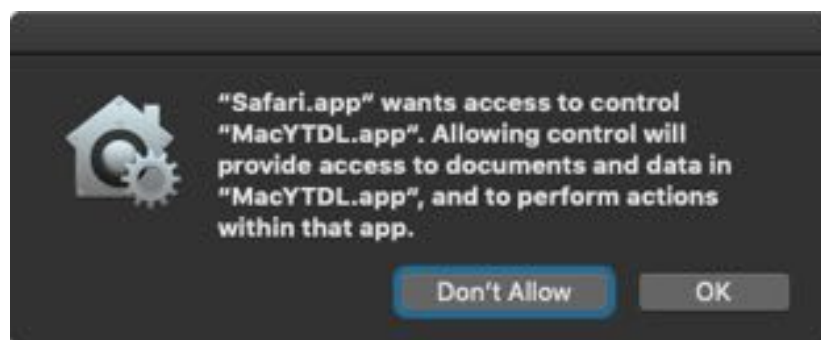 “Safari.app” wants access to control
“MacYTDL.app”. Allowing control will
provide access to documents and data in
“MacYTDL.app”, and to perform actions
within that app.
Don't Allow
OK